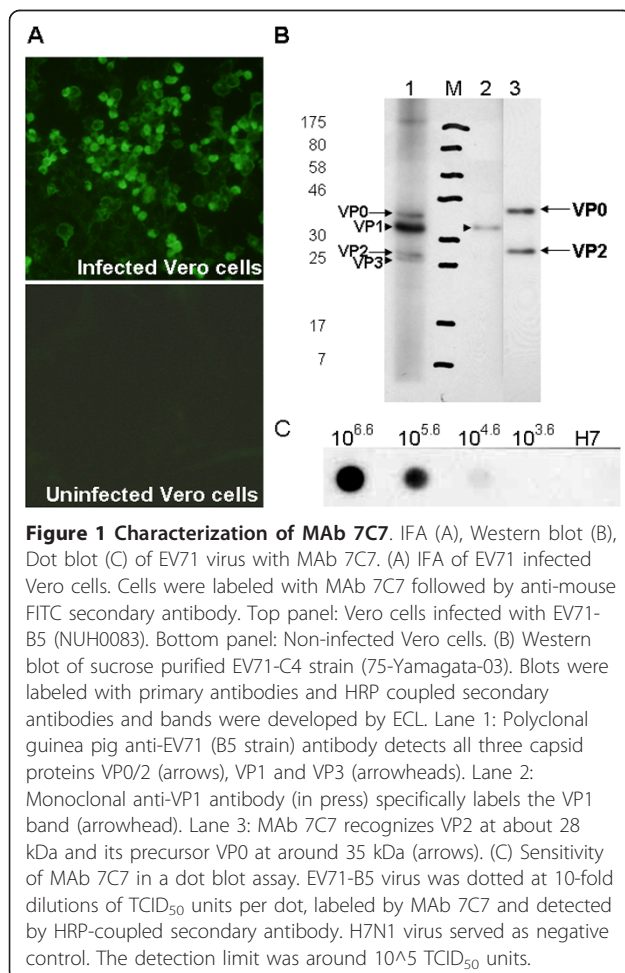 A
Infected Vero cells
Uninfected Vero cells
B
1 M 2 3
175
80
58
46
30
25
17
7
VP0
VP1
VP2
VP3
VP0
VP2
C
10^6.6 10^5.6 10^4.6 10^3.6 H7
Figure 1 Characterization of MAb 7C7. IFA (A), Western blot (B),
Dot blot (C) of EV71 virus with MAb 7C7. (A) IFA of EV71 infected
Vero cells. Cells were labeled with MAb 7C7 followed by anti-mouse
FITC secondary antibody. Top panel: Vero cells infected with EV71-
B5 (NUH0083). Bottom panel: Non-infected Vero cells. (B) Western
blot of sucrose purified EV71-C4 strain (75-Yamagata-03). Blots were
labeled with primary antibodies and HRP coupled secondary
antibodies and bands were developed by ECL. Lane 1: Polyclonal
guinea pig anti-EV71 (B5 strain) antibody detects all three capsid
proteins VP0/2 (arrows), VP1 and VP3 (arrowheads). Lane 2:
Monoclonal anti-VP1 antibody (in press) specifically labels the VP1
band (arrowhead). Lane 3: MAb 7C7 recognizes VP2 at about 28
kDa and its precursor VP0 at around 35 kDa (arrows). (C) Sensitivity
of MAb 7C7 in a dot blot assay. EV71-B5 virus was dotted at 10-fold
dilutions of TCID50 units per dot, labeled by MAb 7C7 and detected
by HRP-coupled secondary antibody. H7N1 virus served as negative
control. The detection limit was around 10^5 TCID50 units.